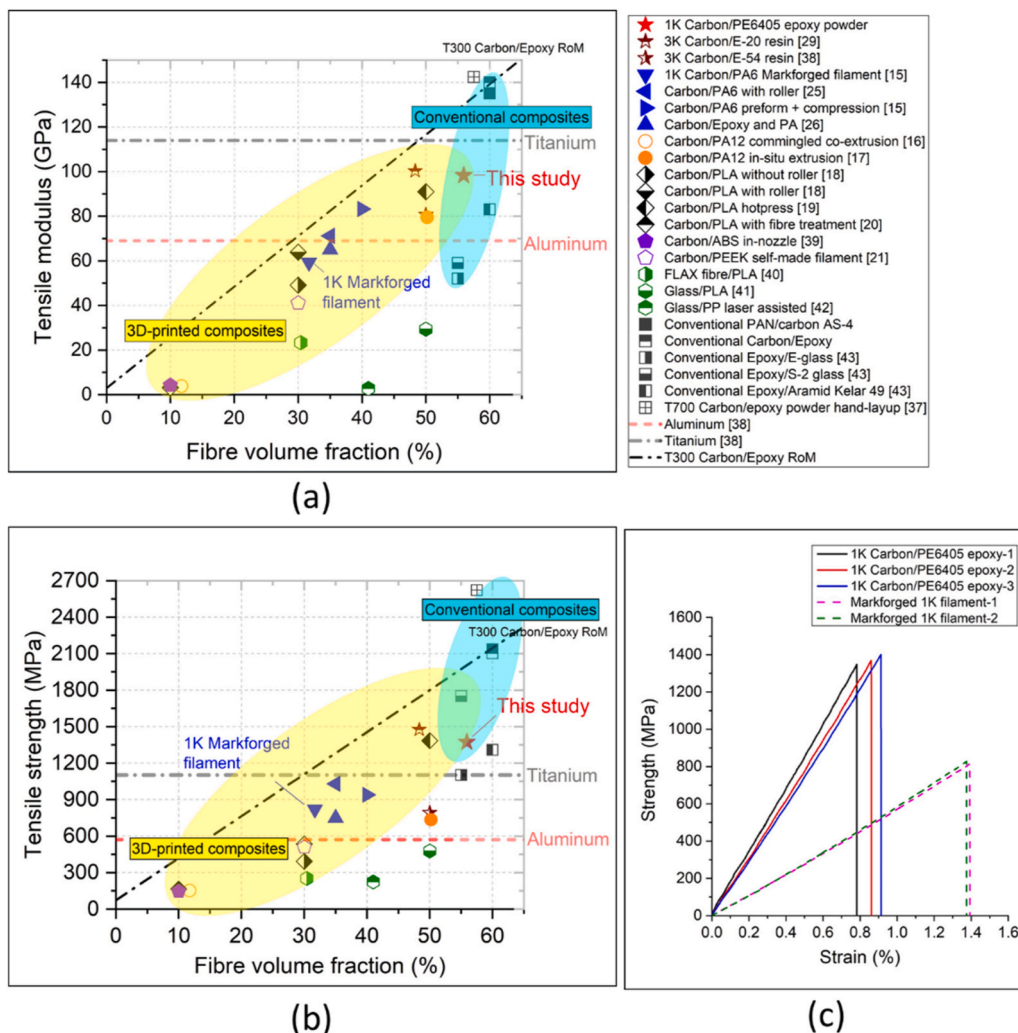 T300 Carbon/Epoxy RoM
140
120
100
80
60
40
20
0
Tensile modulus (GPa)
Conventional composites
Titanium
This study
Aluminum
1K Markforged
filament
3D-printed composites
0 10 20 30 40 50 60
Fibre volume fraction (%)
(a)
1K Carbon/PE6405 epoxy powder
3K Carbon/E-20 resin [29]
3K Carbon/E-54 resin [38]
1K Carbon/PA6 Markforged filament [15]
Carbon/PA6 with roller [25]
Carbon/PA6 preform + compression [15]
Carbon/Epoxy and PA [26]
Carbon/PA12 commingled co-extrusion [16]
Carbon/PA12 in-situ extrusion [17]
Carbon/PLA without roller [18]
Carbon/PLA with roller [18]
Carbon/PLA hotpress [19]
Carbon/PLA with fibre treatment [20]
Carbon/ABS in-nozzle [39]
Carbon/PEEK self-made filament [21]
FLAX fibre/PLA [40]
Glass/PLA [41]
Glass/PP laser assisted [42]
Conventional PAN/carbon AS-4
Conventional Carbon/Epoxy
Conventional Epoxy/E-glass [43]
Conventional Epoxy/S-2 glass [43]
Conventional Epoxy/Aramid Kelar 49 [43]
T700 Carbon/epoxy powder hand-layup [37]
Aluminum [38]
Titanium [38]
T300 Carbon/Epoxy RoM
2700
2400
2100
1800
1500
1200
900
600
300
150
0
Tensile strength (MPa)
Conventional composites
T300 Carbon/Epoxy RoM
This study
1K Markforged
filament
Titanium
Aluminum
3D-printed composites
0 10 20 30 40 50 60
Fibre volume fraction (%)
(b)
1K Carbon/PE6405 epoxy-1
1K Carbon/PE6405 epoxy-2
1K Carbon/PE6405 epoxy-3
Markforged 1K filament-1
Markforged 1K filament-2
1600
1400
1200
1000
800
600
400
200
0
Strength (MPa)
0.0 0.2 0.4 0.6 0.8 1.0 1.2 1.4 1.6
Strain (%)
(c)